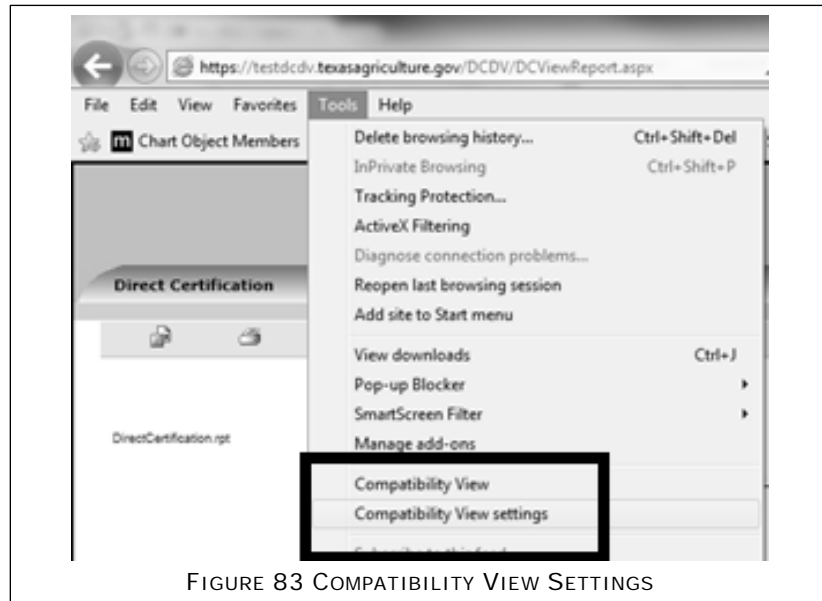 https://testdcdv.texasagriculture.gov/DCDV/DCViewReport.aspx
File Edit View Favorites Tools Help
m Chart Object Members
Delete browsing history... Ctrl+Shift+Del
InPrivate Browsing Ctrl+Shift+P
Tracking Protection...
ActiveX Filtering
Diagnose connection problems...
Direct Certification
Reopen last browsing session
Add site to Start menu
View downloads Ctrl+J
Pop-up Blocker
SmartScreen Filter
DirectCertification.rpt
Manage add-ons
Compatibility View
Compatibility View settings
FIGURE 83 COMPATIBILITY VIEW SETTINGS